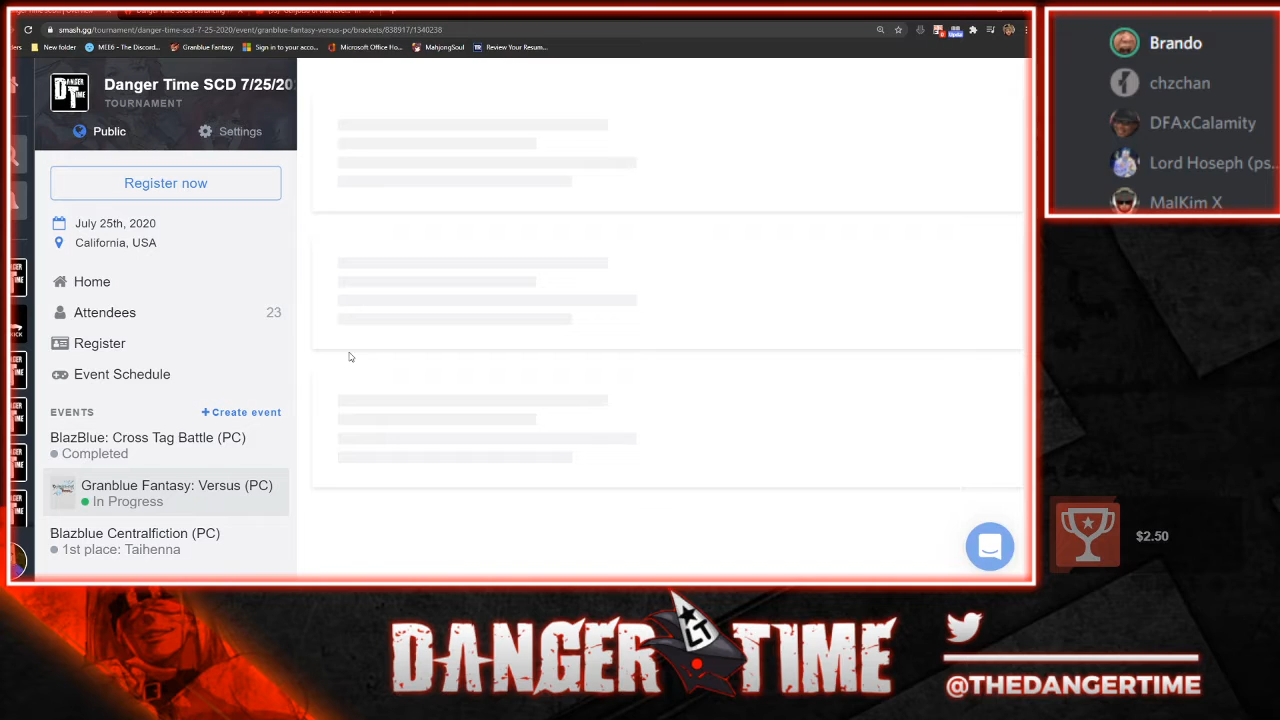 smash.gg/tournament/danger-time-scd-7-25-2020/event/granblue-fantasy-versus-pc/brackets/838917/1340238
New folder MEE6 - The Discord... Granblue Fantasy Sign in to your acco... Microsoft Office Ho... MahjongSoul Review Your Resum...
DANGER TIME
Danger Time SCD 7/25/20
TOURNAMENT
Public Settings
Register now
July 25th, 2020
California, USA
Home
Attendees 23
Register
Event Schedule
EVENTS +Create event
BlazBlue: Cross Tag Battle (PC)
Completed
Granblue Fantasy: Versus (PC)
In Progress
Blazblue Centralfiction (PC)
1st place: Taihenna
Brando
chzchan
DFAxCalamity
Lord Hoseph (ps...
MalKim X
$2.50
DANGER LT TIME
@THEDANGERTIME